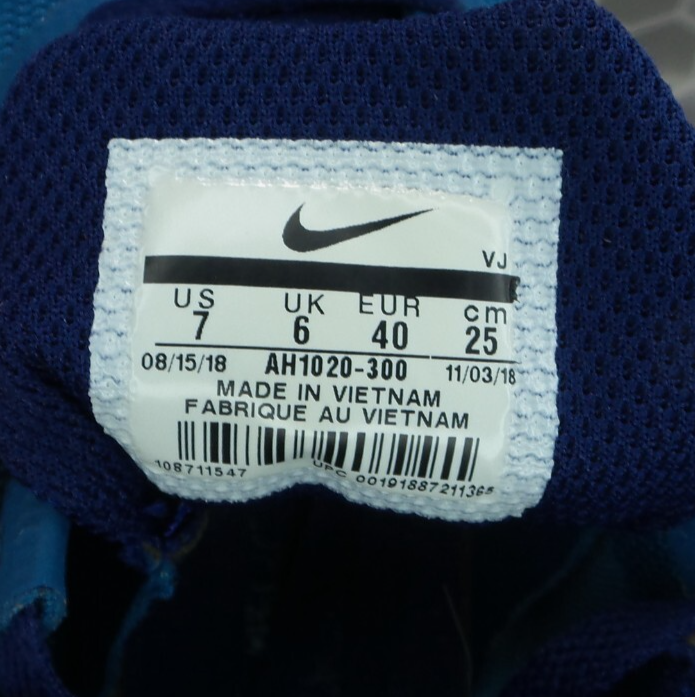 VJ
US UK EUR cm
7 6 40 25
08/15/18 AH1020-300 11/03/18
MADE IN VIETNAM
FABRIQUE AU VIETNAM
108711547 UPC 00191887211365